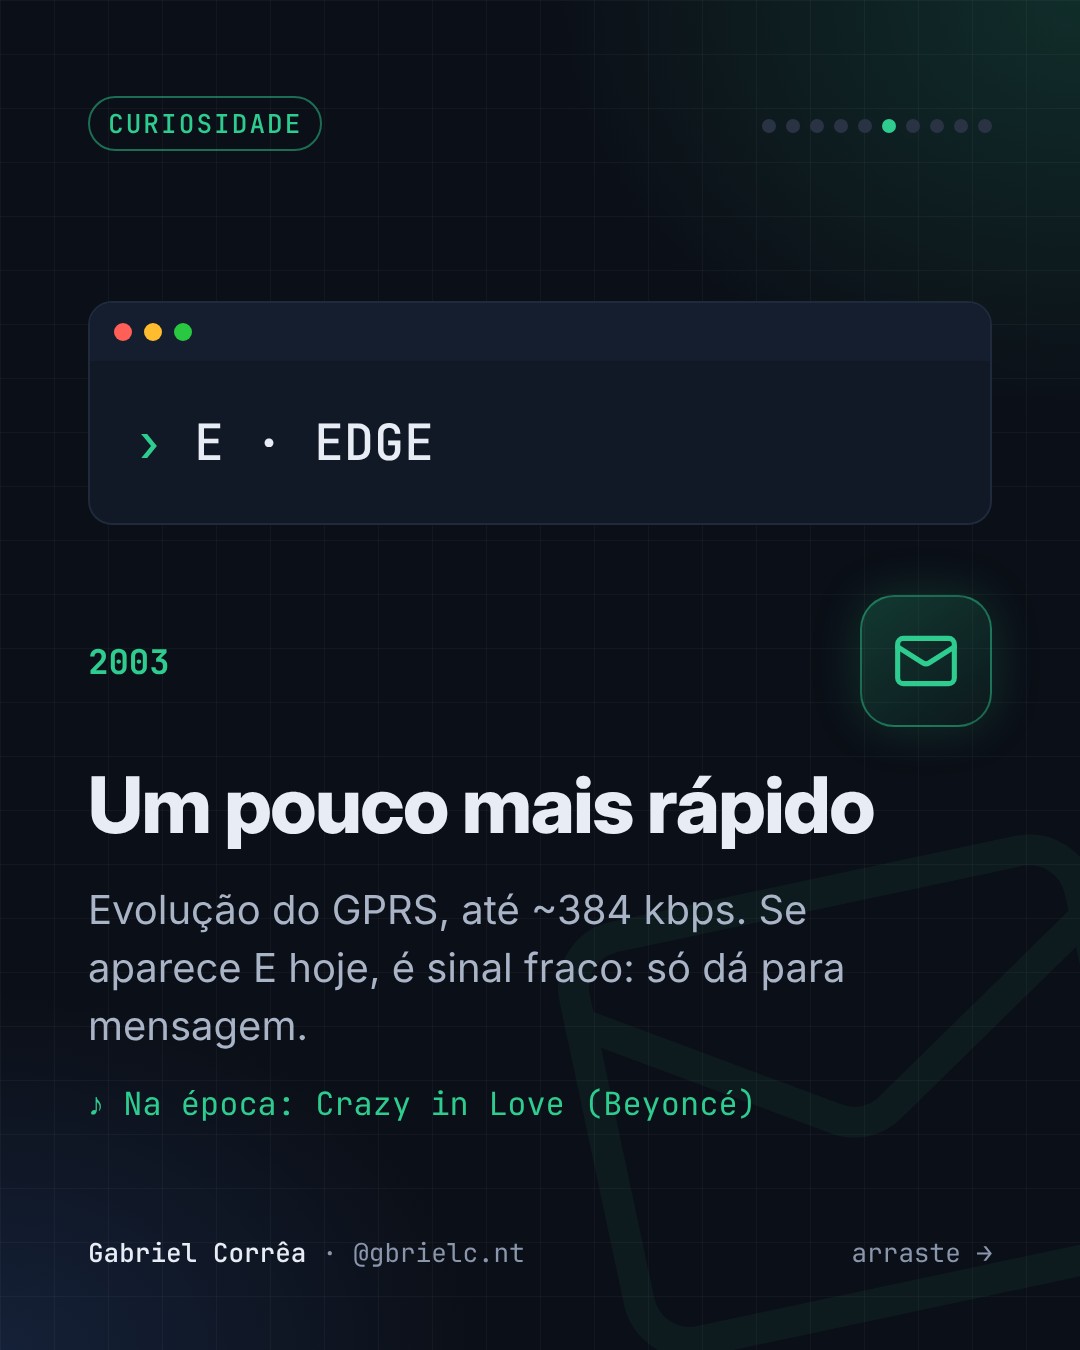 CURIOSIDADE
› E · EDGE
2003
Um pouco mais rápido
Evolução do GPRS, até ~384 kbps. Se
aparece E hoje, é sinal fraco: só dá para
mensagem.
♪ Na época: Crazy in Love (Beyoncé)
Gabriel Corrêa · @gbrielc.nt
arraste →